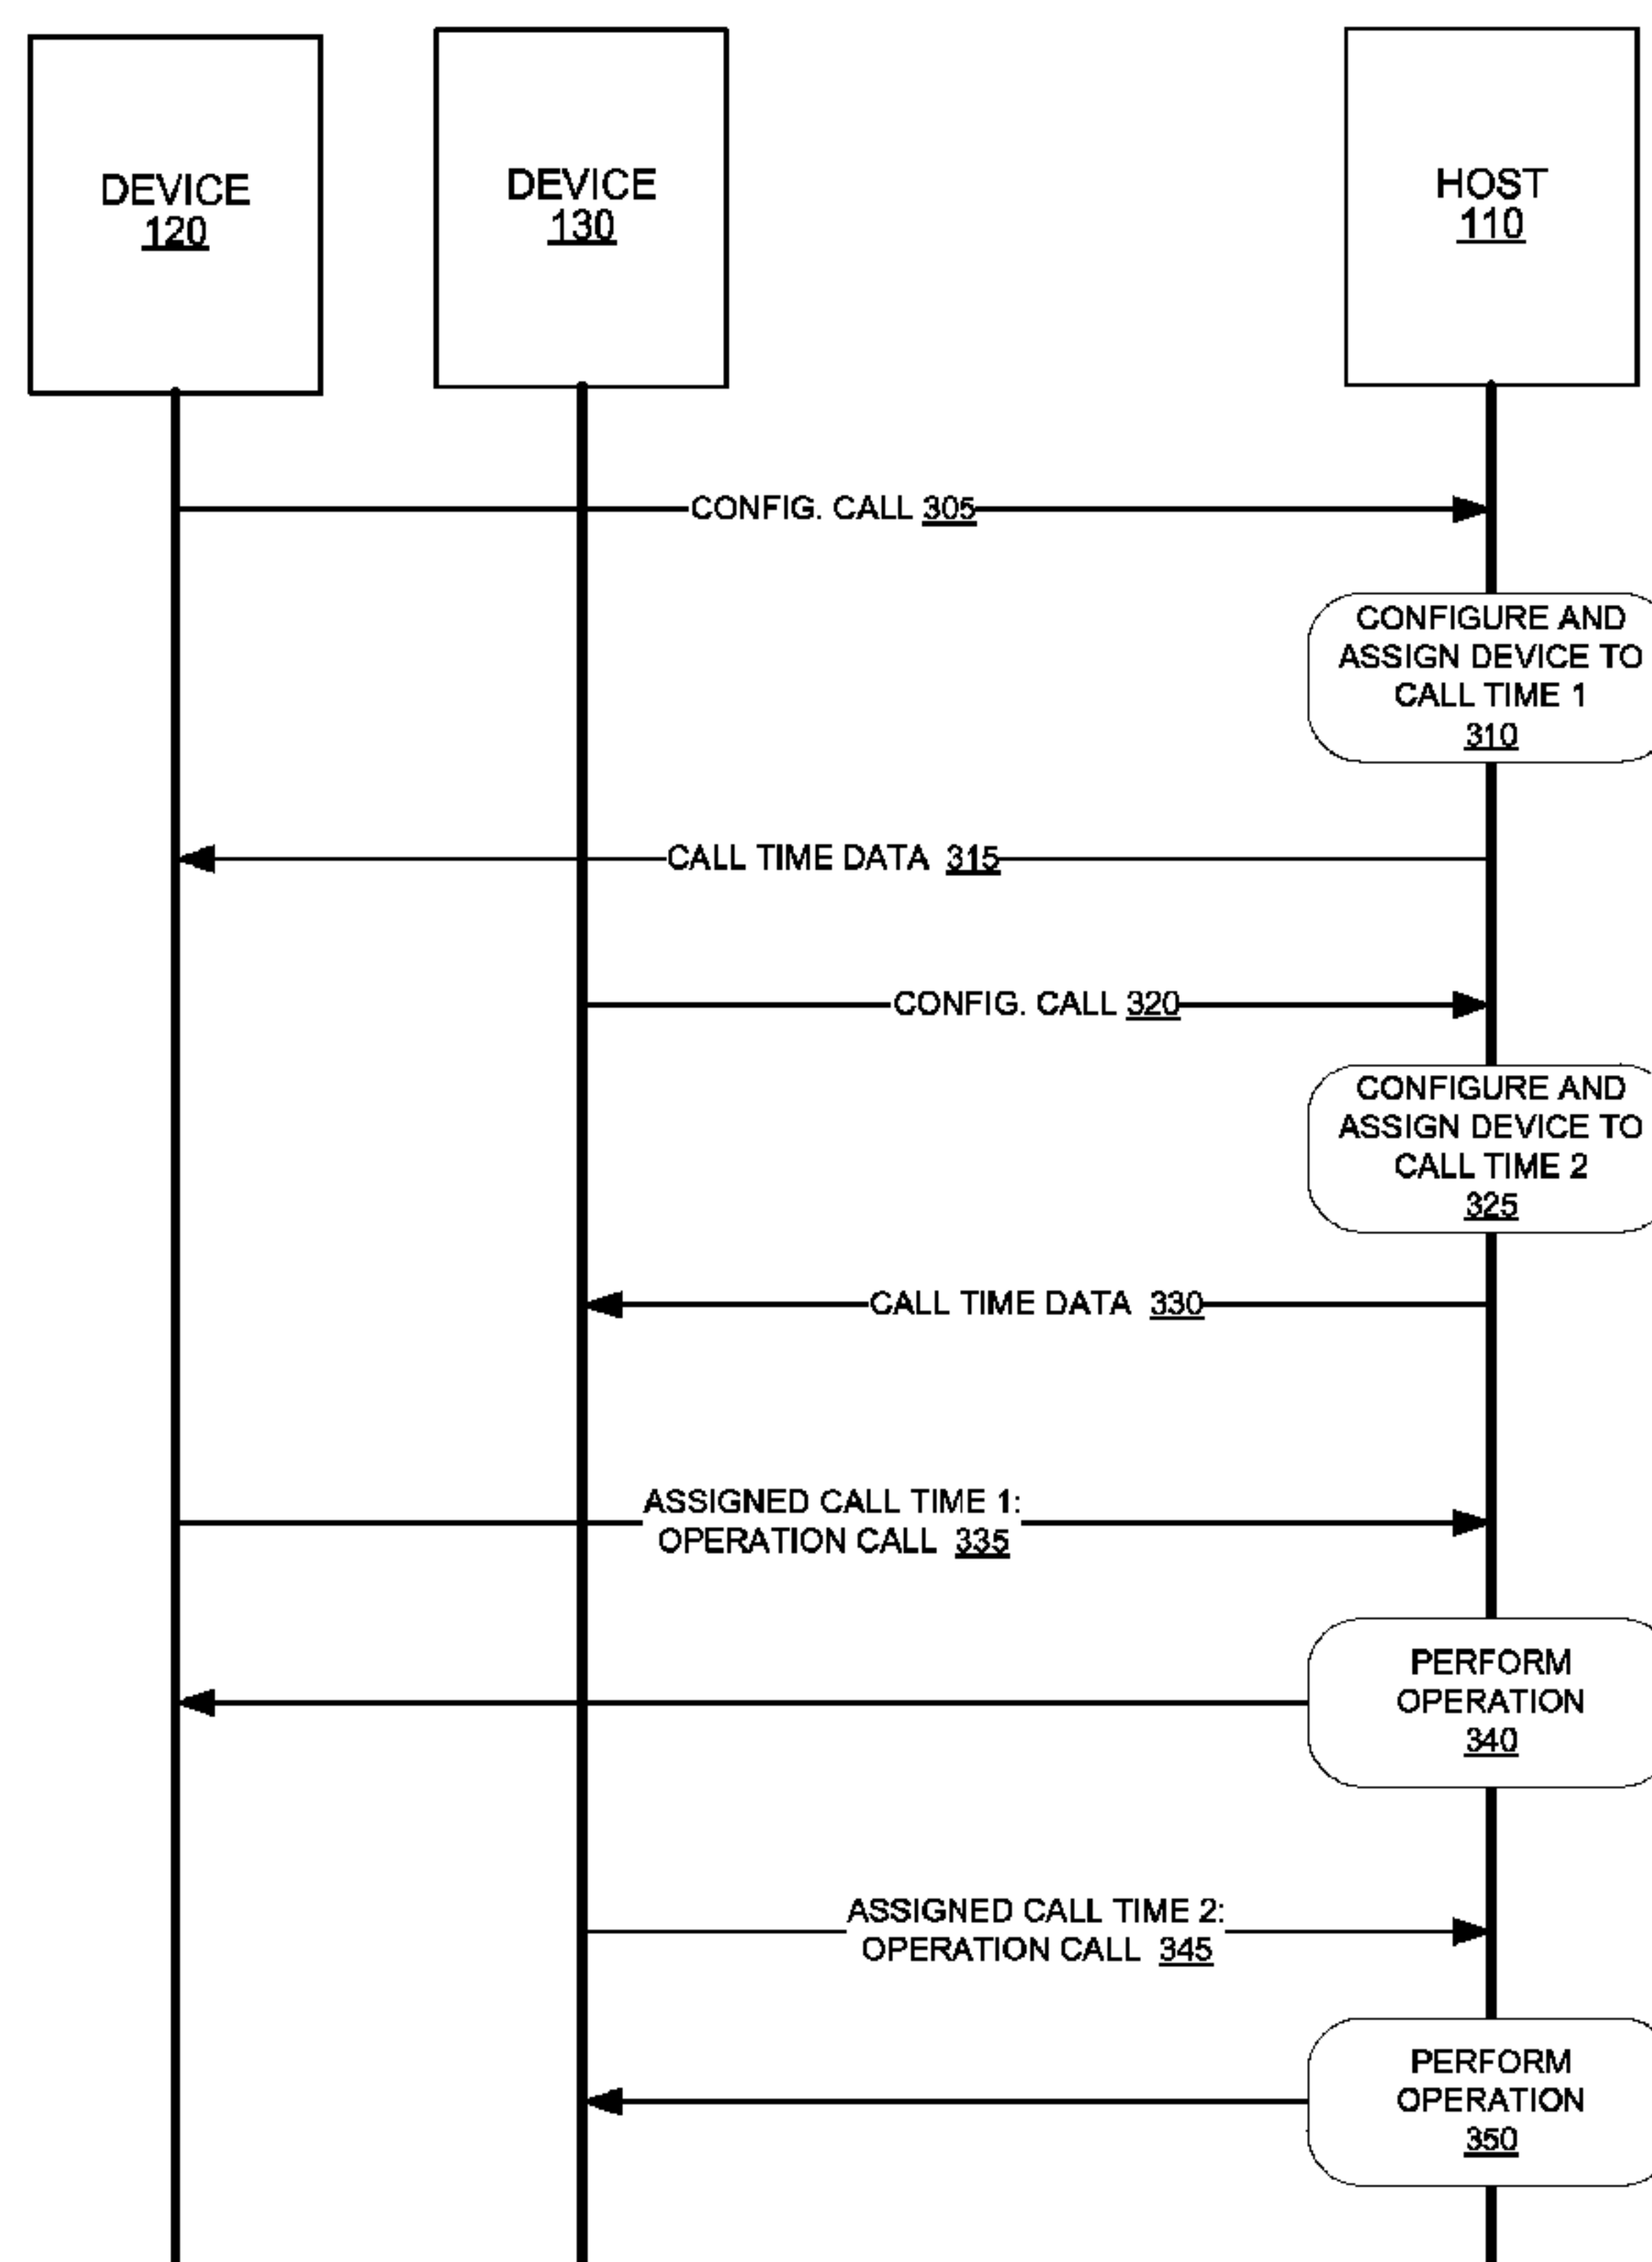 DEVICE
120
DEVICE
130
HOST
110
CONFIG. CALL 305
CONFIGURE AND
ASSIGN DEVICE TO
CALL TIME 1
310
CALL TIME DATA 315
CONFIG. CALL 320
CONFIGURE AND
ASSIGN DEVICE TO
CALL TIME 2
325
CALL TIME DATA 330
ASSIGNED CALL TIME 1:
OPERATION CALL 335
PERFORM
OPERATION
340
ASSIGNED CALL TIME 2:
OPERATION CALL 345
PERFORM
OPERATION
350